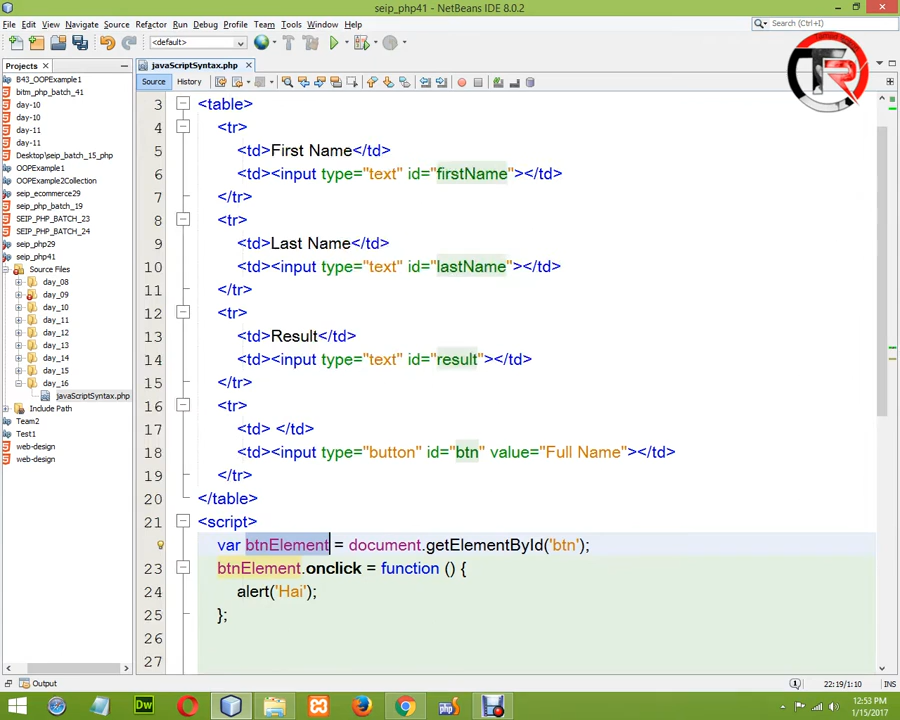 seip_php41 - NetBeans IDE 8.0.2
File Edit View Navigate Source Refactor Run Debug Profile Team Tools Window Help
Search (Ctrl+I)
<default>
TR
Projects
javaScriptSyntax.php
Source History
B43_OOPExample1
bitm_php_batch_41
day-10
day-10
day-11
day-11
Desktop\seip_batch_15_php
OOPExample1
OOPExample2Collection
seip_ecommerce29
seip_php_batch_19
SEIP_PHP_BATCH_23
SEIP_PHP_BATCH_24
seip_php29
seip_php41
Source Files
day_08
day_09
day_10
day_11
day_12
day_13
day_14
day_15
day_16
javaScriptSyntax.php
Include Path
Team2
Test1
web-design
web-design
3 <table>
4 <tr>
5 <td>First Name</td>
6 <td><input type="text" id="firstName"></td>
7 </tr>
8 <tr>
9 <td>Last Name</td>
10 <td><input type="text" id="lastName"></td>
11 </tr>
12 <tr>
13 <td>Result</td>
14 <td><input type="text" id="result"></td>
15 </tr>
16 <tr>
17 <td> </td>
18 <td><input type="button" id="btn" value="Full Name"></td>
19 </tr>
20 </table>
21 <script>
22 var btnElement = document.getElementById('btn');
23 btnElement.onclick = function () {
24 alert('Hai');
25 };
26
27
Output
22:19/1:10 INS
Dw
php
12:53 PM
1/15/2017